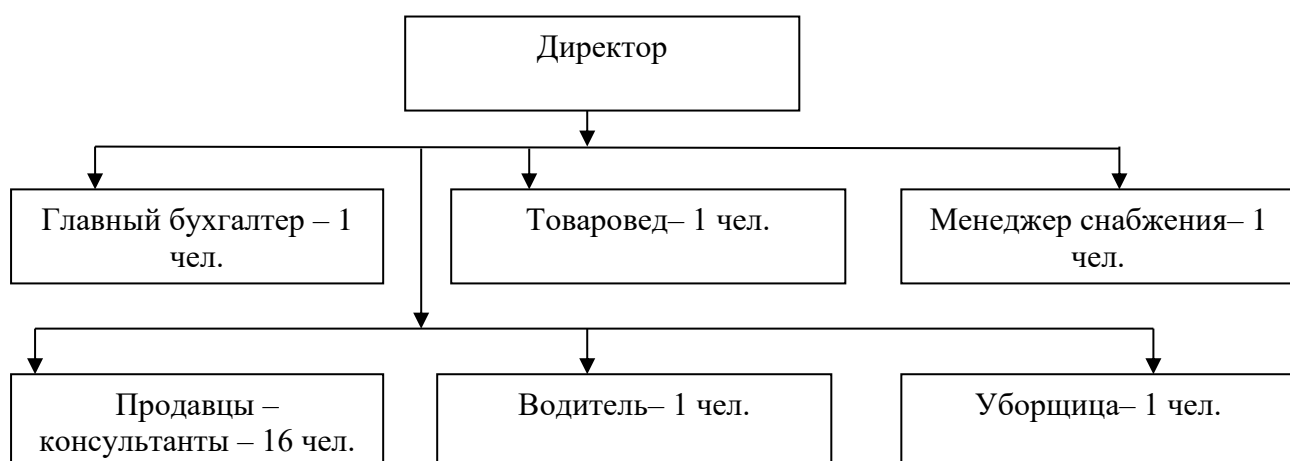 Директор
Главный бухгалтер – 1
чел.
Товаровед– 1 чел.
Менеджер снабжения– 1
чел.
Продавцы –
консультанты – 16 чел.
Водитель– 1 чел.
Уборщица– 1 чел.